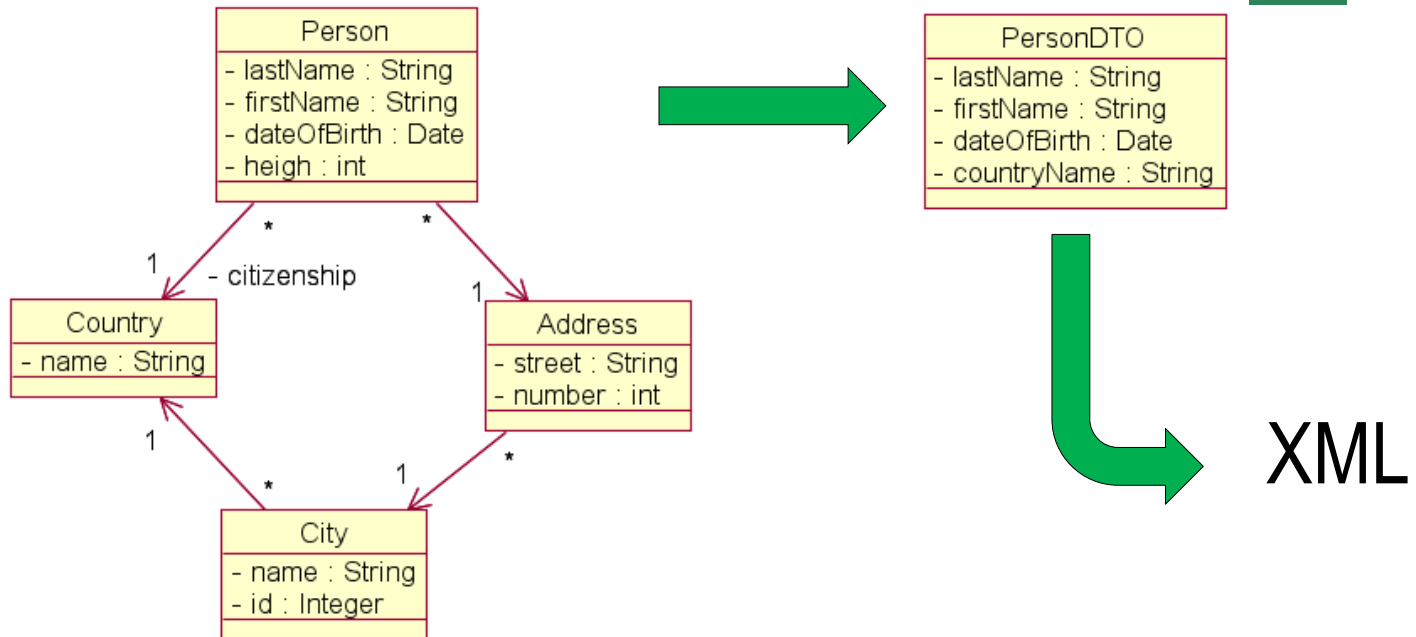 Person
- lastName : String
- firstName : String
- dateOfBirth : Date
- heigh : int
PersonDTO
- lastName : String
- firstName : String
- dateOfBirth : Date
- countryName : String
*
*
1
- citizenship
1
Country
- name : String
Address
- street : String
- number : int
1
*
1
*
City
- name : String
- id : Integer
XML